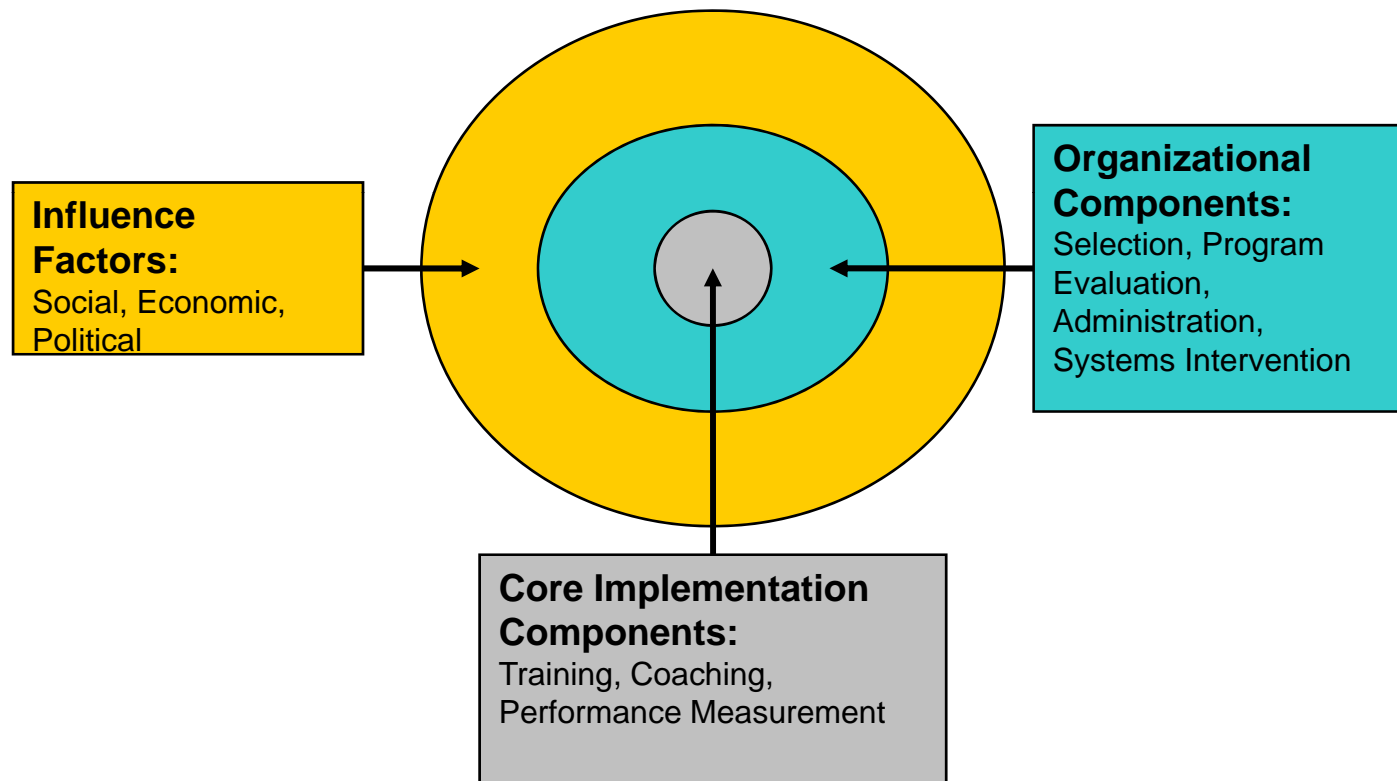 Influence
Factors:
Social, Economic,
Political
Organizational
Components:
Selection, Program
Evaluation,
Administration,
Systems Intervention
Core Implementation
Components:
Training, Coaching,
Performance Measurement